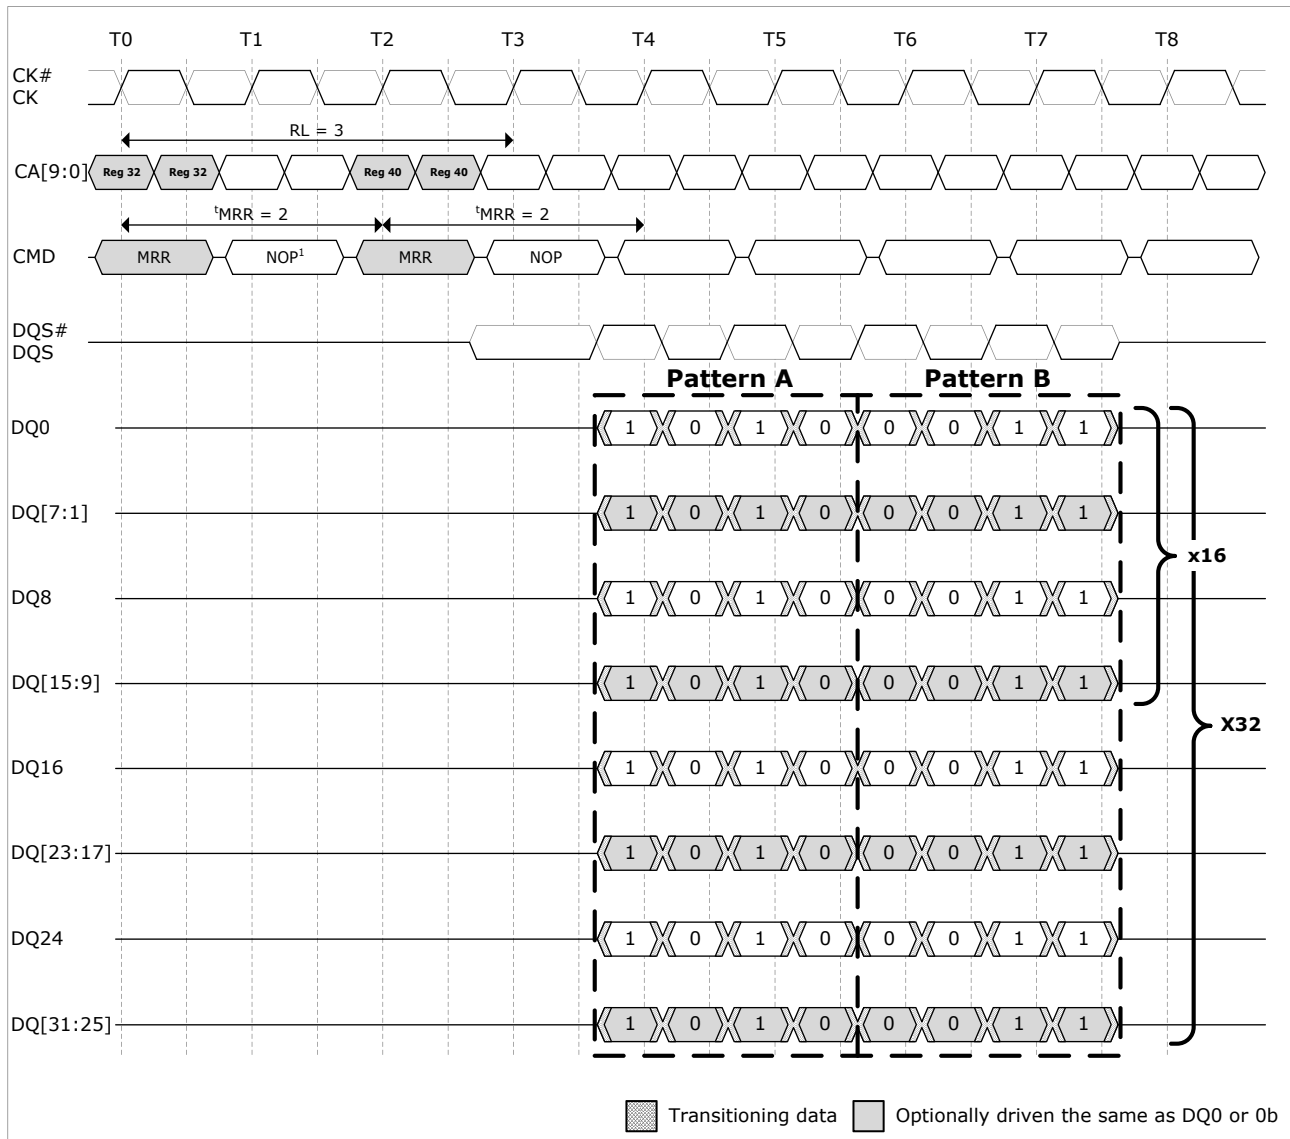 T0 T1 T2 T3 T4 T5 T6 T7 T8
CK#
CK
RL = 3
CA[9:0] Reg 32 Reg 32 Reg 40 Reg 40
tMRR = 2 tMRR = 2
CMD MRR NOP1 MRR NOP
DQS#
DQS
Pattern A Pattern B
DQ0 1 0 1 0 0 0 1 1
DQ[7:1] 1 0 1 0 0 0 1 1
x16
DQ8 1 0 1 0 0 0 1 1
DQ[15:9] 1 0 1 0 0 0 1 1
X32
DQ16 1 0 1 0 0 0 1 1
DQ[23:17] 1 0 1 0 0 0 1 1
DQ24 1 0 1 0 0 0 1 1
DQ[31:25] 1 0 1 0 0 0 1 1
Transitioning data Optionally driven the same as DQ0 or 0b